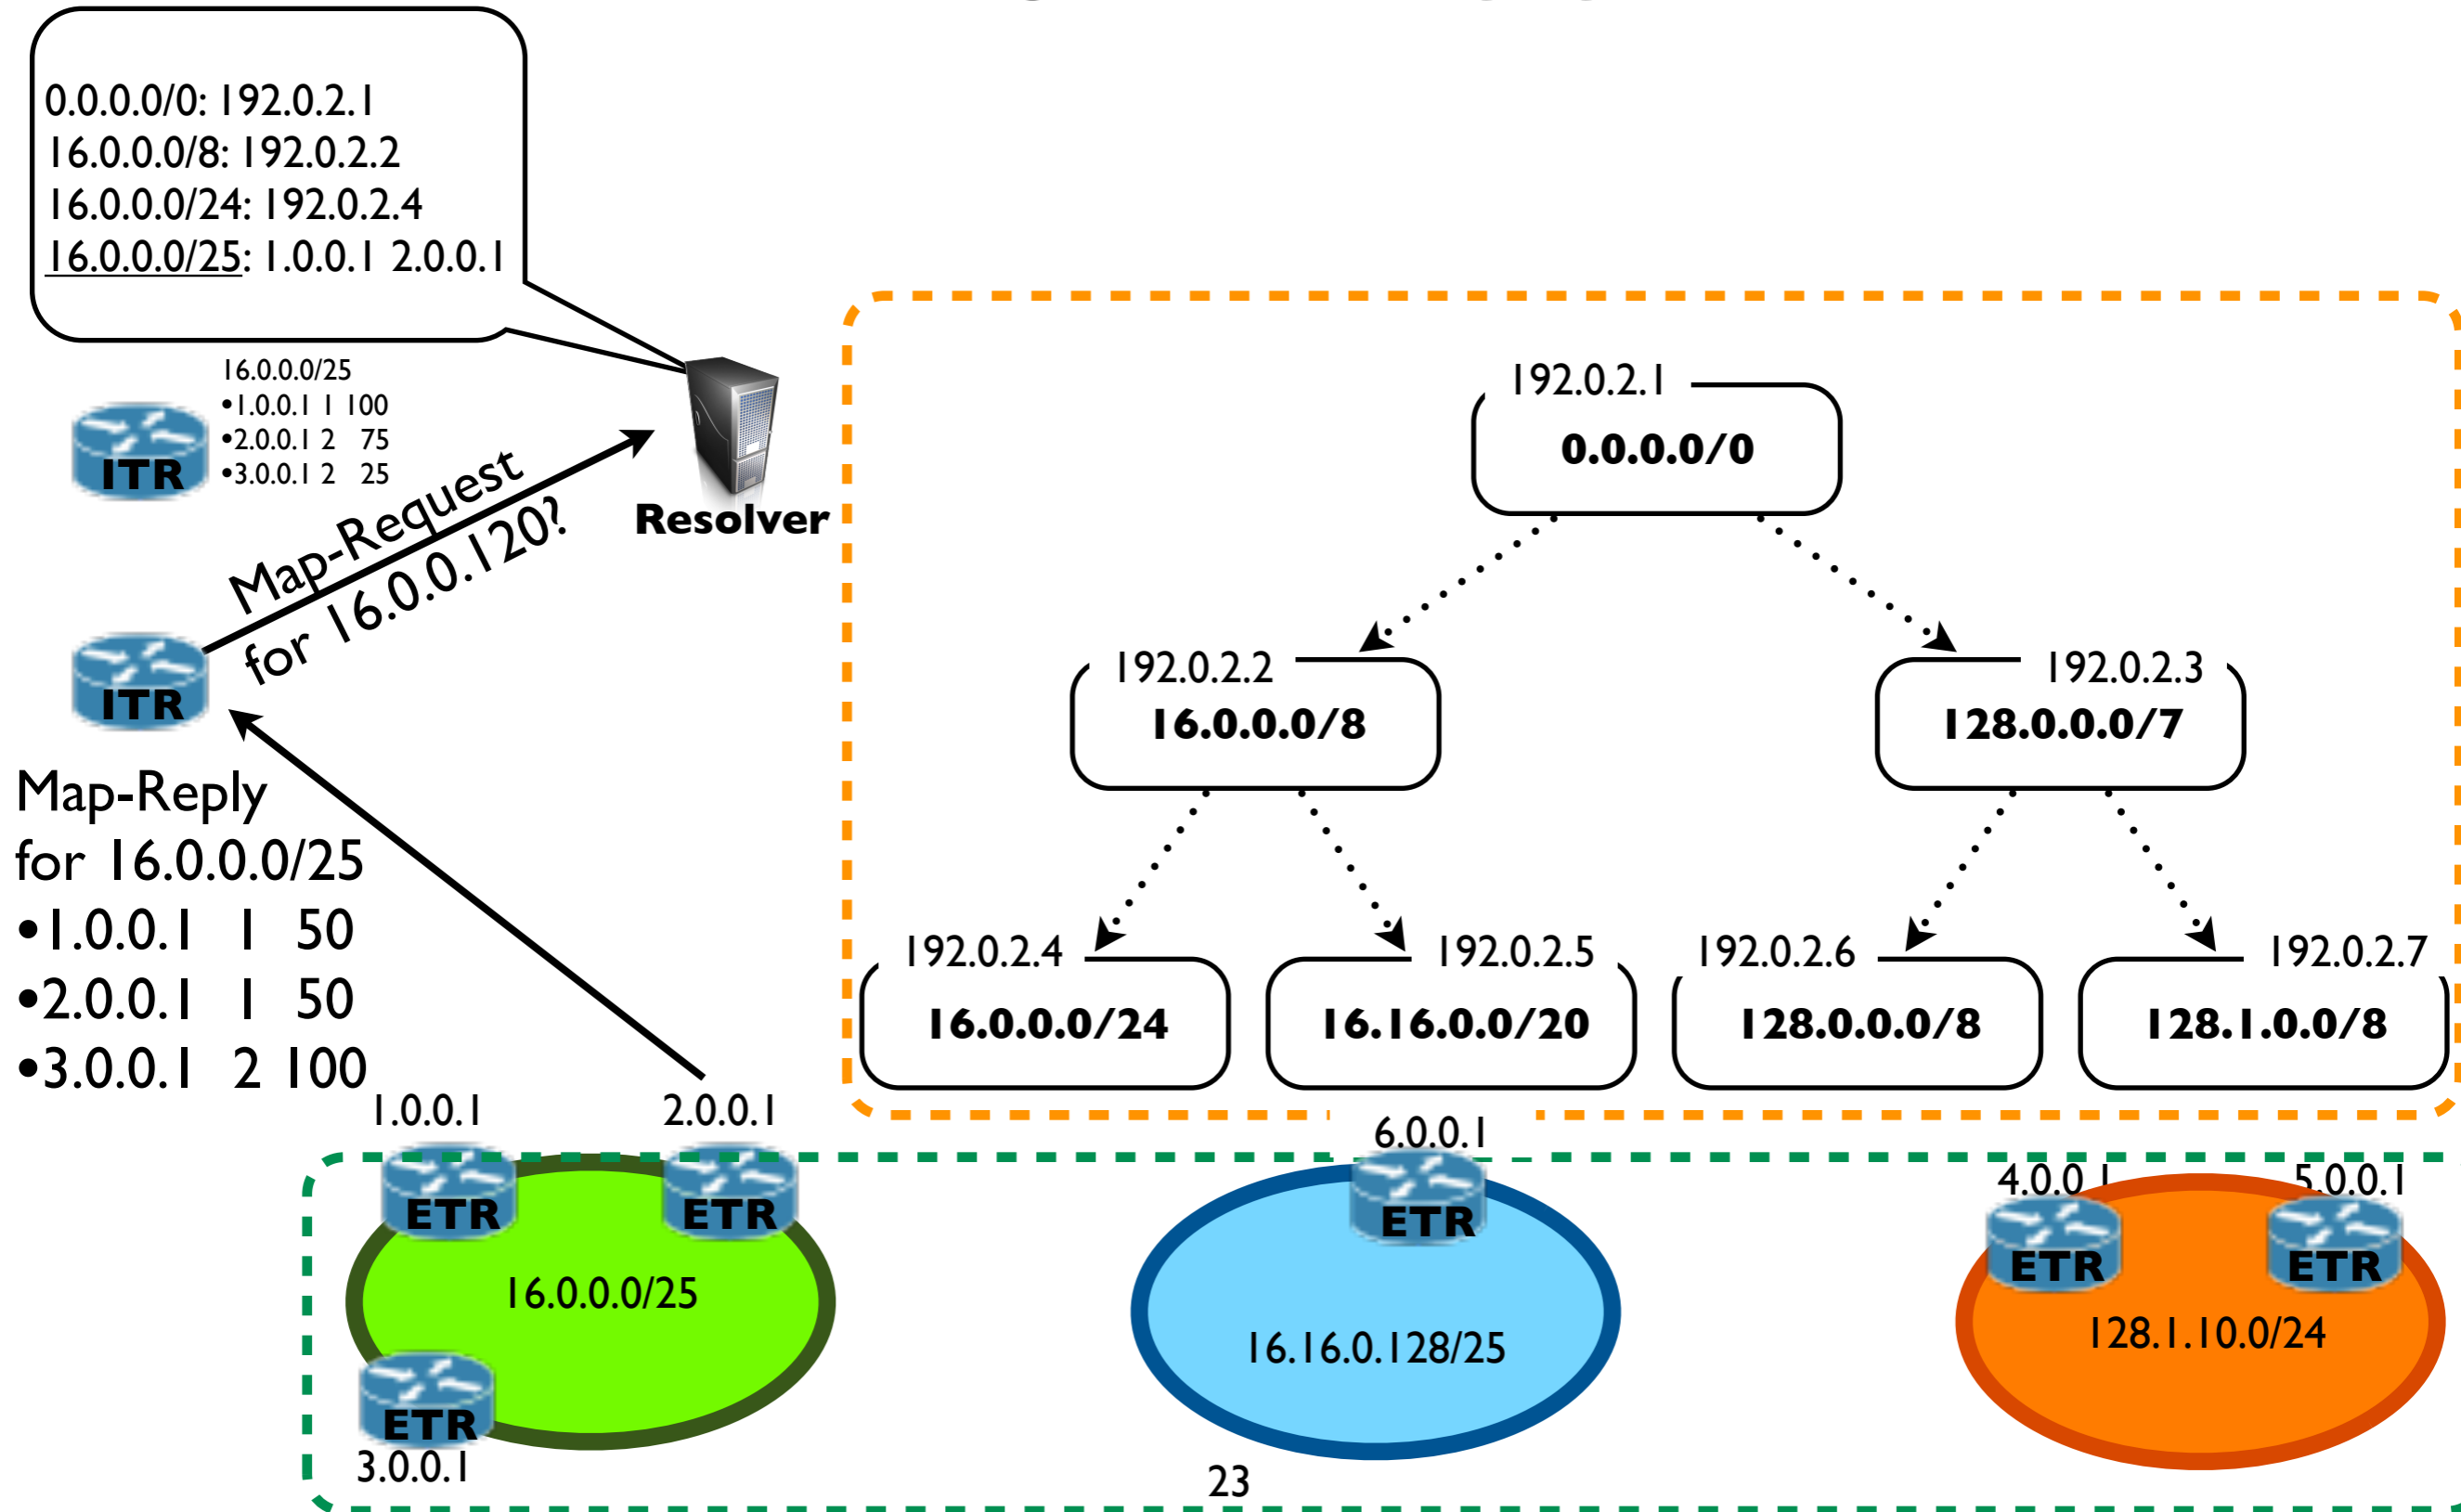 0.0.0.0/0: 192.0.2.1
16.0.0.0/8: 192.0.2.2
16.0.0.0/24: 192.0.2.4
16.0.0.0/25: 1.0.0.1 2.0.0.1
16.0.0.0/25
•1.0.0.1 1 100
•2.0.0.1 2 75
•3.0.0.1 2 25
ITR
Resolver
Map-Request
for 16.0.0.120?
ITR
Map-Reply
for 16.0.0.0/25
•1.0.0.1 1 50
•2.0.0.1 1 50
•3.0.0.1 2 100
192.0.2.1
0.0.0.0/0
192.0.2.2
16.0.0.0/8
192.0.2.3
128.0.0.0/7
192.0.2.4
16.0.0.0/24
192.0.2.5
16.16.0.0/20
192.0.2.6
128.0.0.0/8
192.0.2.7
128.1.0.0/8
1.0.0.1
ETR
2.0.0.1
ETR
16.0.0.0/25
ETR
3.0.0.1
6.0.0.1
ETR
16.16.0.128/25
4.0.0.1
ETR
5.0.0.1
ETR
128.1.10.0/24
23